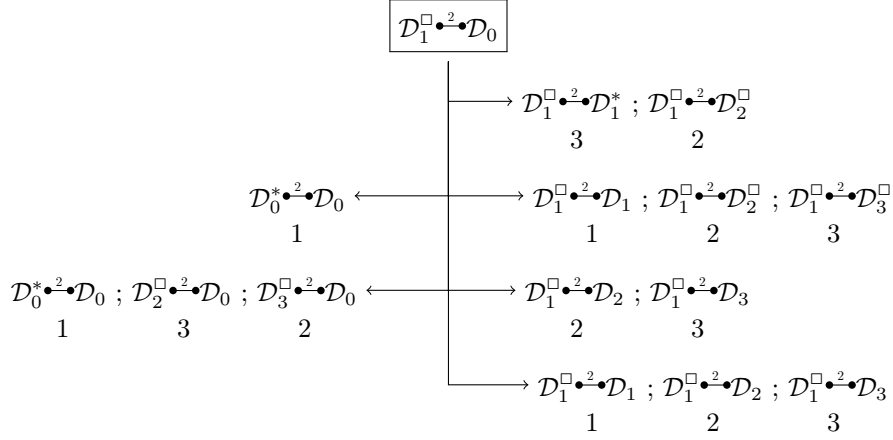 𝒟₁^□ •−²−• 𝒟₀
𝒟₁^□ •−²−• 𝒟₁^* ; 𝒟₁^□ •−²−• 𝒟₂^□
3 2
𝒟₀^* •−²−• 𝒟₀ 𝒟₁^□ •−²−• 𝒟₁ ; 𝒟₁^□ •−²−• 𝒟₂^□ ; 𝒟₁^□ •−²−• 𝒟₃^□
1 1 2 3
𝒟₀^* •−²−• 𝒟₀ ; 𝒟₂^□ •−²−• 𝒟₀ ; 𝒟₃^□ •−²−• 𝒟₀ 𝒟₁^□ •−²−• 𝒟₂ ; 𝒟₁^□ •−²−• 𝒟₃
1 3 2 2 3
𝒟₁^□ •−²−• 𝒟₁ ; 𝒟₁^□ •−²−• 𝒟₂ ; 𝒟₁^□ •−²−• 𝒟₃
1 2 3